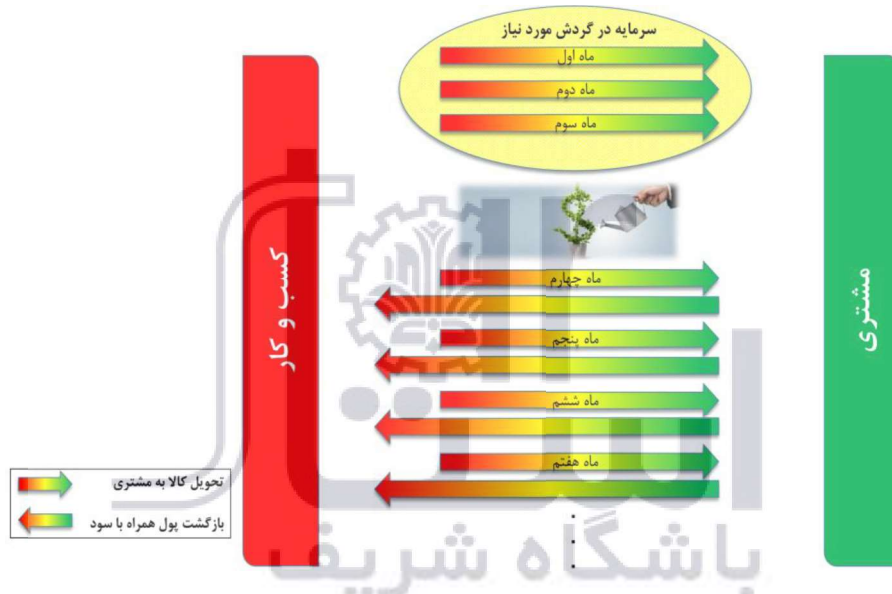 سرمایه در گردش مورد نیاز
ماه اول
ماه دوم
ماه سوم
مشتری
کسب و کار
ماه چهارم
ماه پنجم
ماه ششم
ماه هفتم
تحویل کالا به مشتری
بازگشت پول همراه با سود
استارت
باشگاه شریف